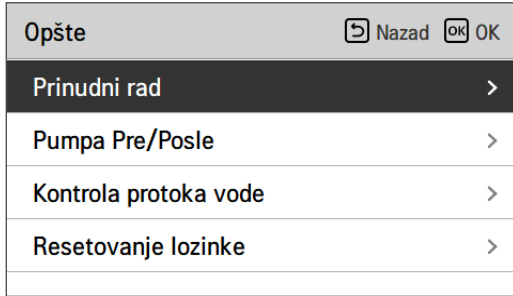 Opšte Nazad OK OK
Prinudni rad
Pumpa Pre/Posle
Kontrola protoka vode
Resetovanje lozinke